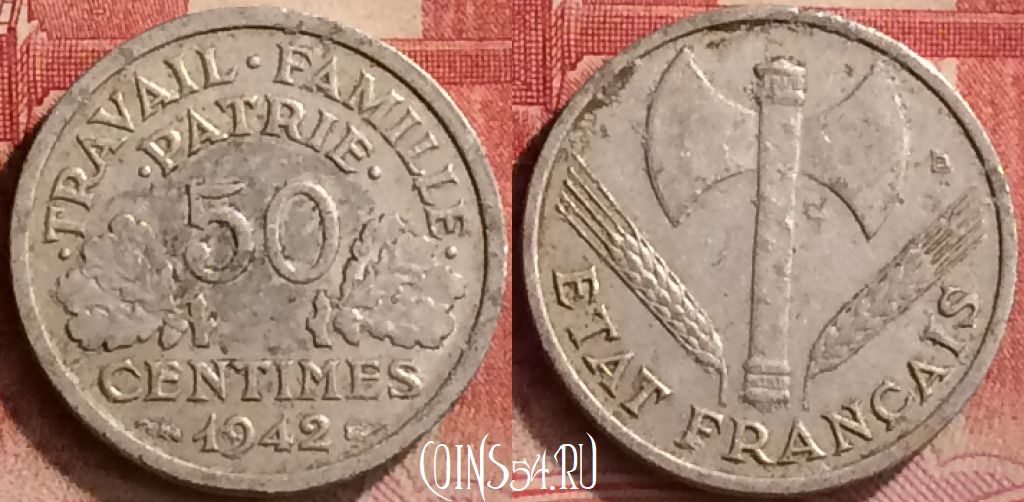 ·TRAVAIL·FAMILLE·
·PATRIE·
50
CENTIMES
1942
ETAT FRANÇAIS
COINS54.RU